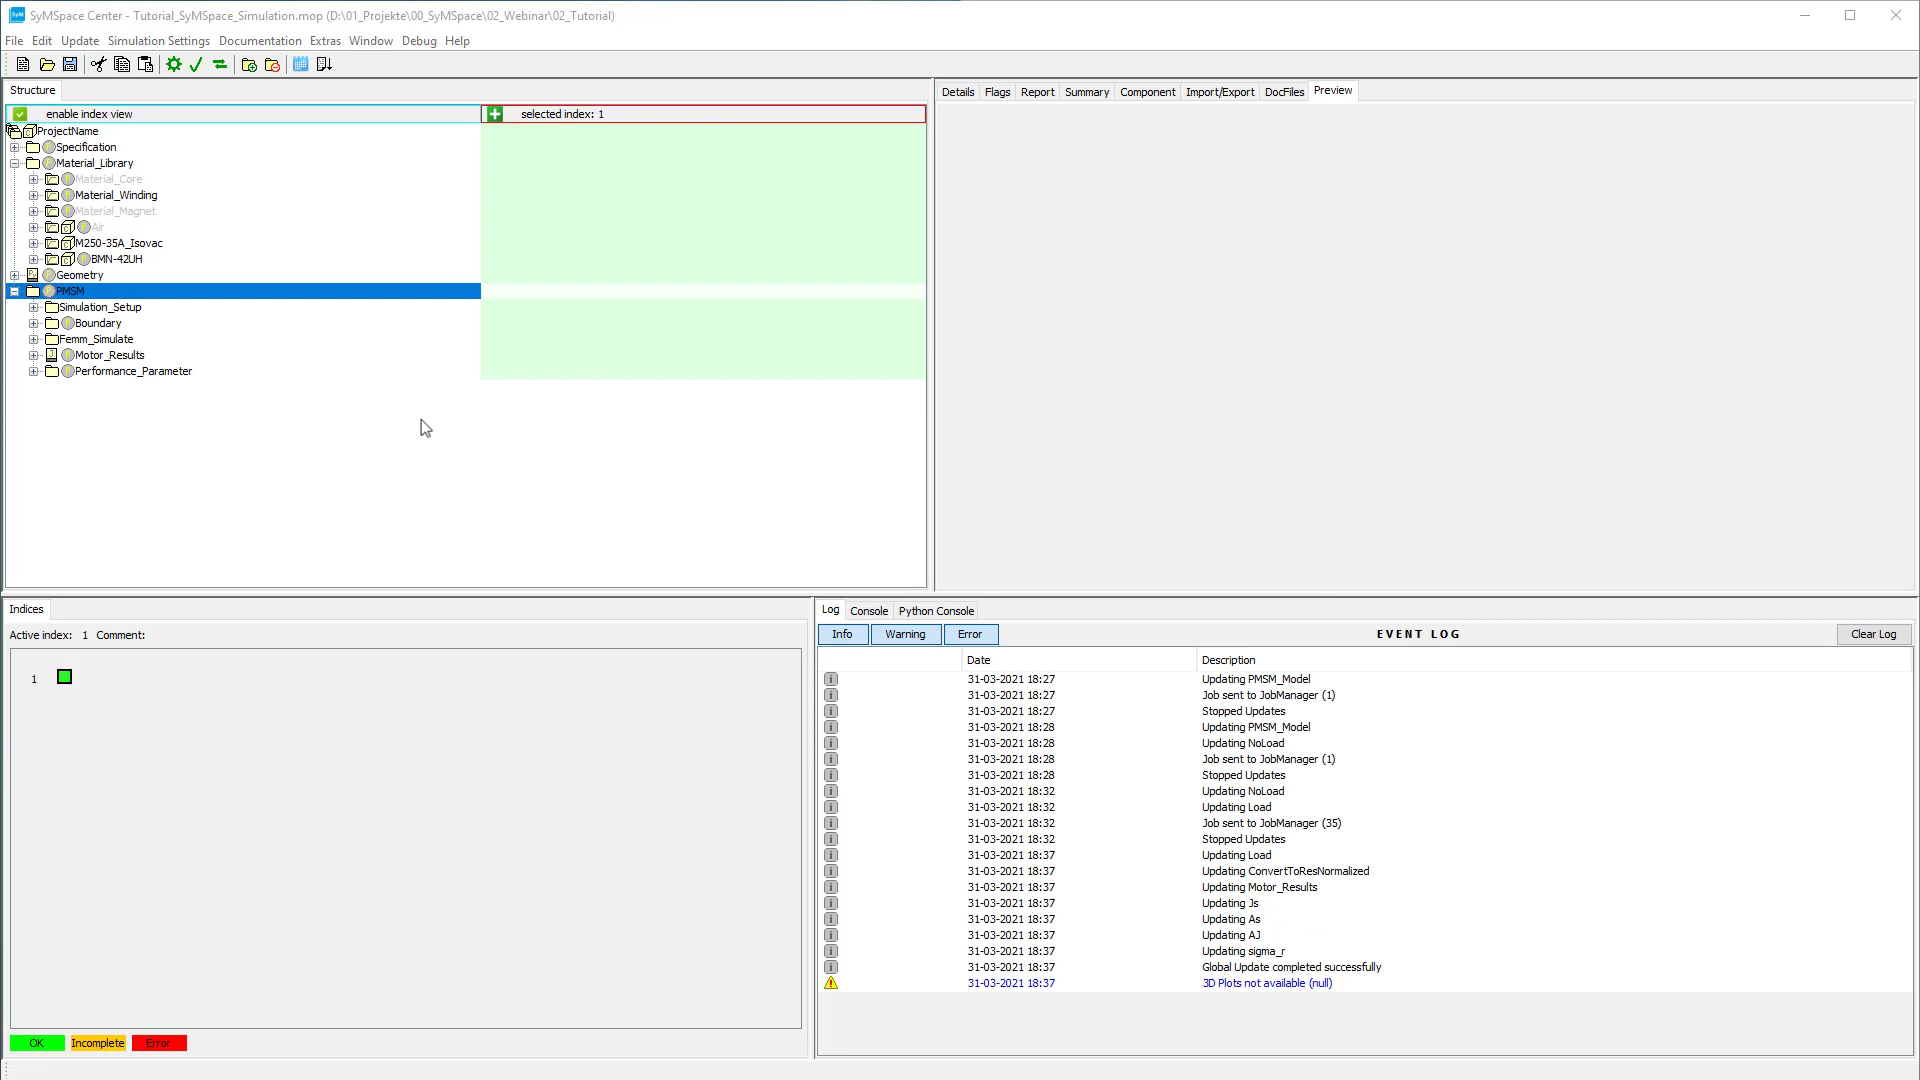 SyMSpace Center - Tutorial_SyMSpace_Simulation.mop (D:\01_Projekte\00_SyMSpace\02_Webinar\02_Tutorial)
File Edit Update Simulation Settings Documentation Extras Window Debug Help
Structure
enable index view
selected index: 1
ProjectName
Specification
Material_Library
Material_Core
Material_Winding
Material_Magnet
Air
M250-35A_Isovac
BMN-42UH
Geometry
PMSM
Simulation_Setup
Boundary
Femm_Simulate
Motor_Results
Performance_Parameter
Details Flags Report Summary Component Import/Export DocFiles Preview
Indices
Active index: 1 Comment:
1
OK Incomplete Error
Log Console Python Console
Info Warning Error EVENT LOG Clear Log
Date Description
31-03-2021 18:27 Updating PMSM_Model
31-03-2021 18:27 Job sent to JobManager (1)
31-03-2021 18:27 Stopped Updates
31-03-2021 18:28 Updating PMSM_Model
31-03-2021 18:28 Updating NoLoad
31-03-2021 18:28 Job sent to JobManager (1)
31-03-2021 18:28 Stopped Updates
31-03-2021 18:32 Updating NoLoad
31-03-2021 18:32 Updating Load
31-03-2021 18:32 Job sent to JobManager (35)
31-03-2021 18:32 Stopped Updates
31-03-2021 18:37 Updating Load
31-03-2021 18:37 Updating ConvertToResNormalized
31-03-2021 18:37 Updating Motor_Results
31-03-2021 18:37 Updating Js
31-03-2021 18:37 Updating As
31-03-2021 18:37 Updating AJ
31-03-2021 18:37 Updating sigma_r
31-03-2021 18:37 Global Update completed successfully
31-03-2021 18:37 3D Plots not available (null)